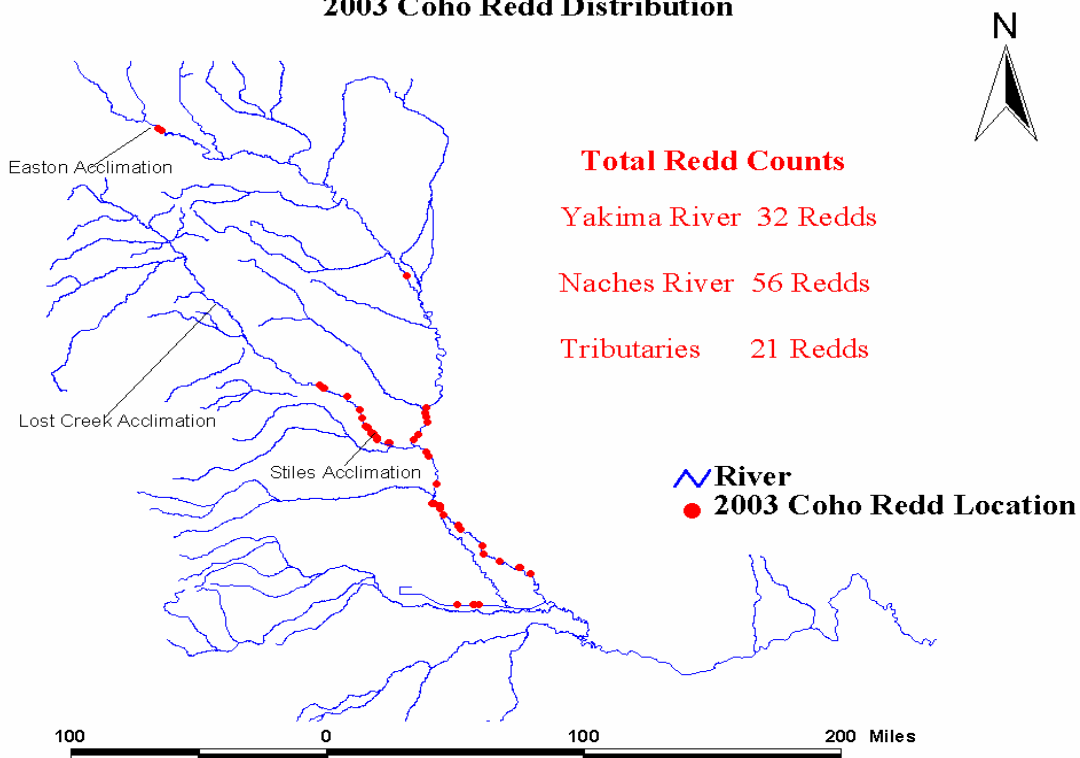 2003 Coho Redd Distribution
N
Easton Acclimation
Total Redd Counts
Yakima River 32 Redds
Naches River 56 Redds
Tributaries 21 Redds
Lost Creek Acclimation
Stiles Acclimation
River
2003 Coho Redd Location
100 0 100 200 Miles